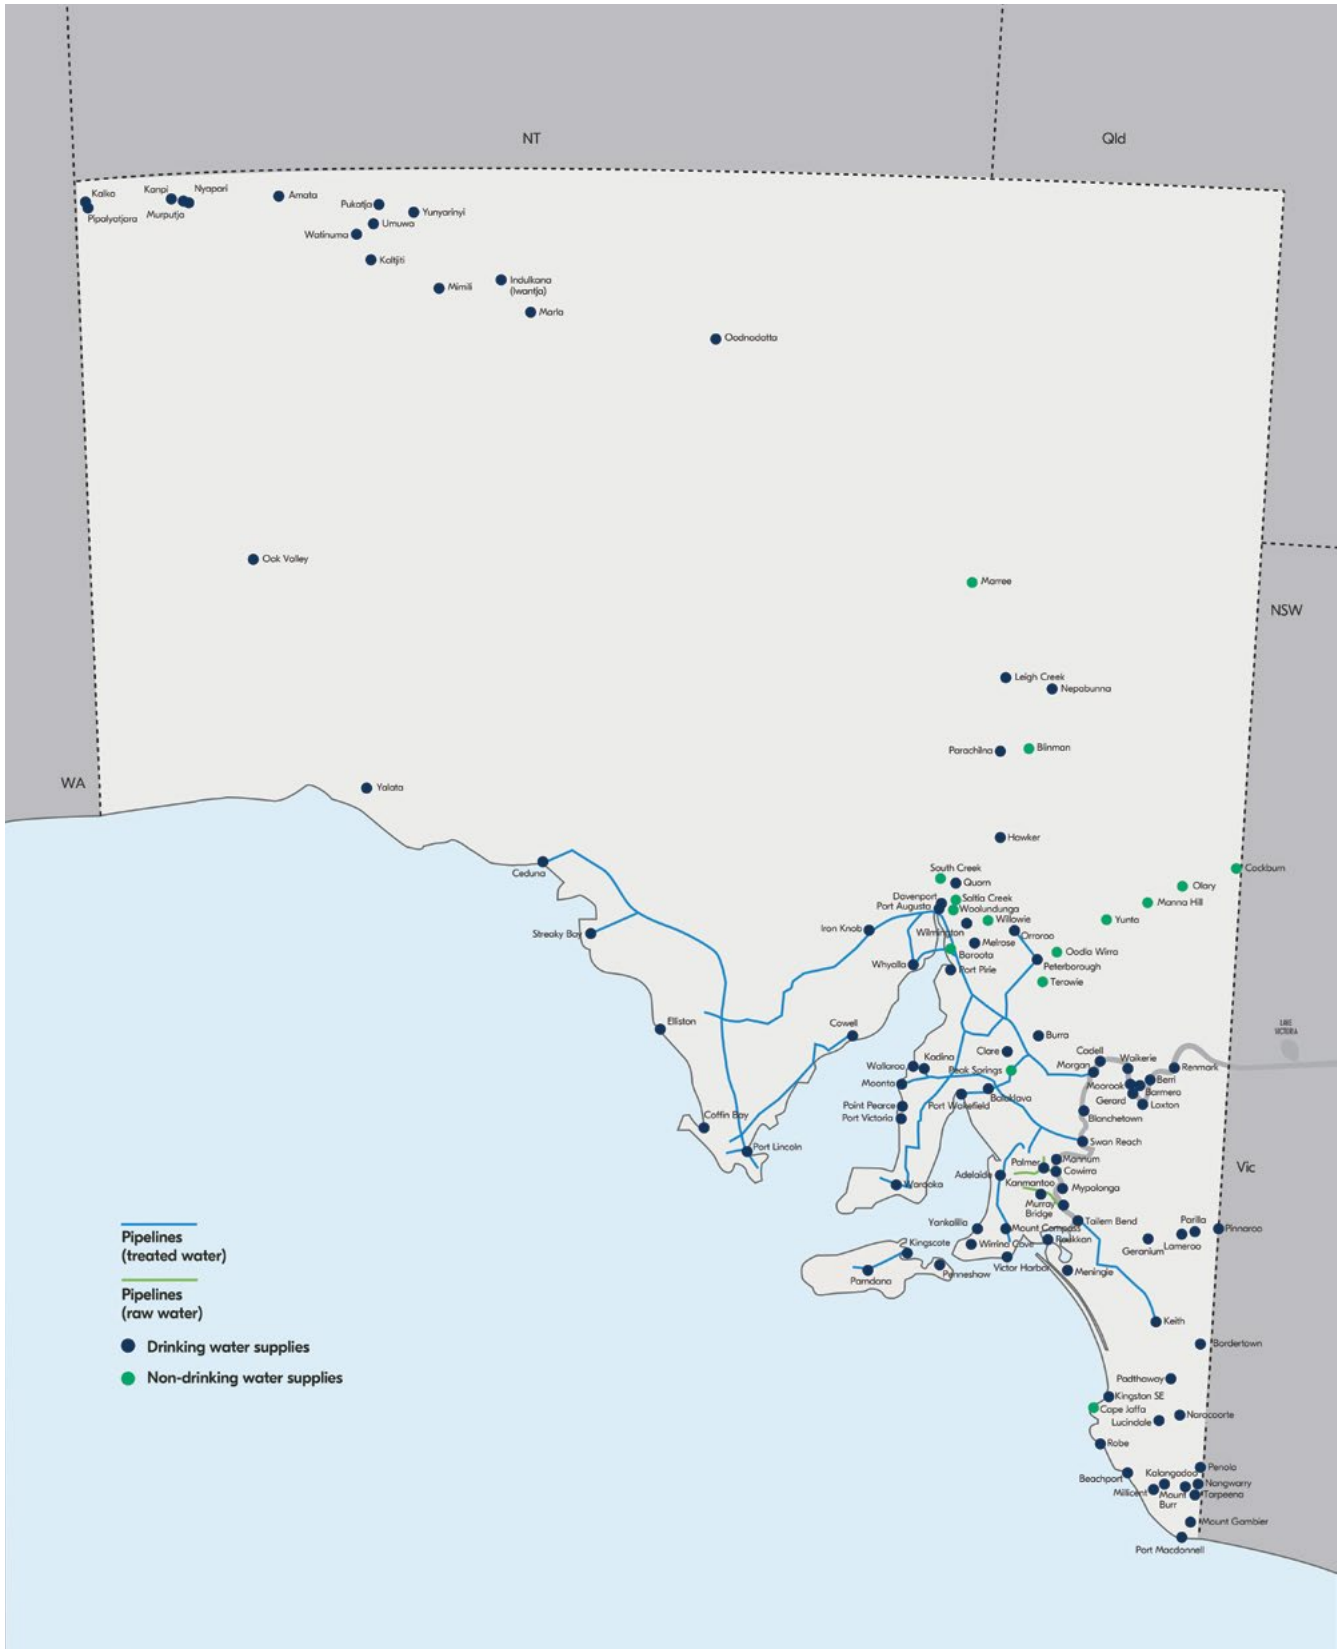 NT
Qld
Kalka
Kanpi
Nyapari
Amata
Pipalyatjara
Murputja
Pukatja
Yunyarinyi
Umuwa
Watinuma
Kaltjiti
Mimili
Indulkana
(Iwantja)
Marla
Oodnadatta
Oak Valley
Marree
NSW
Leigh Creek
Nepabunna
Parachilna
Blinman
WA
Yalata
Hawker
Ceduna
South Creek
Quorn
Cockburn
Olary
Davenport
Saltia Creek
Manna Hill
Port Augusta
Woolundunga
Streaky Bay
Iron Knob
Willowie
Yunta
Wilmington
Orroroo
Melrose
Oodla Wirra
Baroota
Whyalla
Port Pirie
Peterborough
Terowie
Elliston
Cowell
Burra
LAKE
VICTORIA
Clare
Cadell
Waikerie
Wallaroo
Kadina
Peak Springs
Morgan
Renmark
Moonta
Moorook
Berri
Barmera
Point Pearce
Port Wakefield
Balaklava
Gerard
Loxton
Port Victoria
Blanchetown
Coffin Bay
Port Lincoln
Swan Reach
Palmer
Mannum
Cowirra
Vic
Adelaide
Kanmantoo
Warooka
Mypolonga
Murray
Bridge
Tailem Bend
Yankalilla
Mount Compass
Parilla
Pinnaroo
Wirrina Cove
Raukkan
Geranium
Lameroo
Kingscote
Victor Harbor
Parndana
Penneshaw
Meningie
Pipelines
(treated water)
Pipelines
(raw water)
Drinking water supplies
Non-drinking water supplies
Keith
Bordertown
Padthaway
Kingston SE
Cape Jaffa
Naracoorte
Lucindale
Robe
Penola
Beachport
Kalangadoo
Nangwarry
Millicent
Mount
Burr
Tarpeena
Mount Gambier
Port Macdonnell